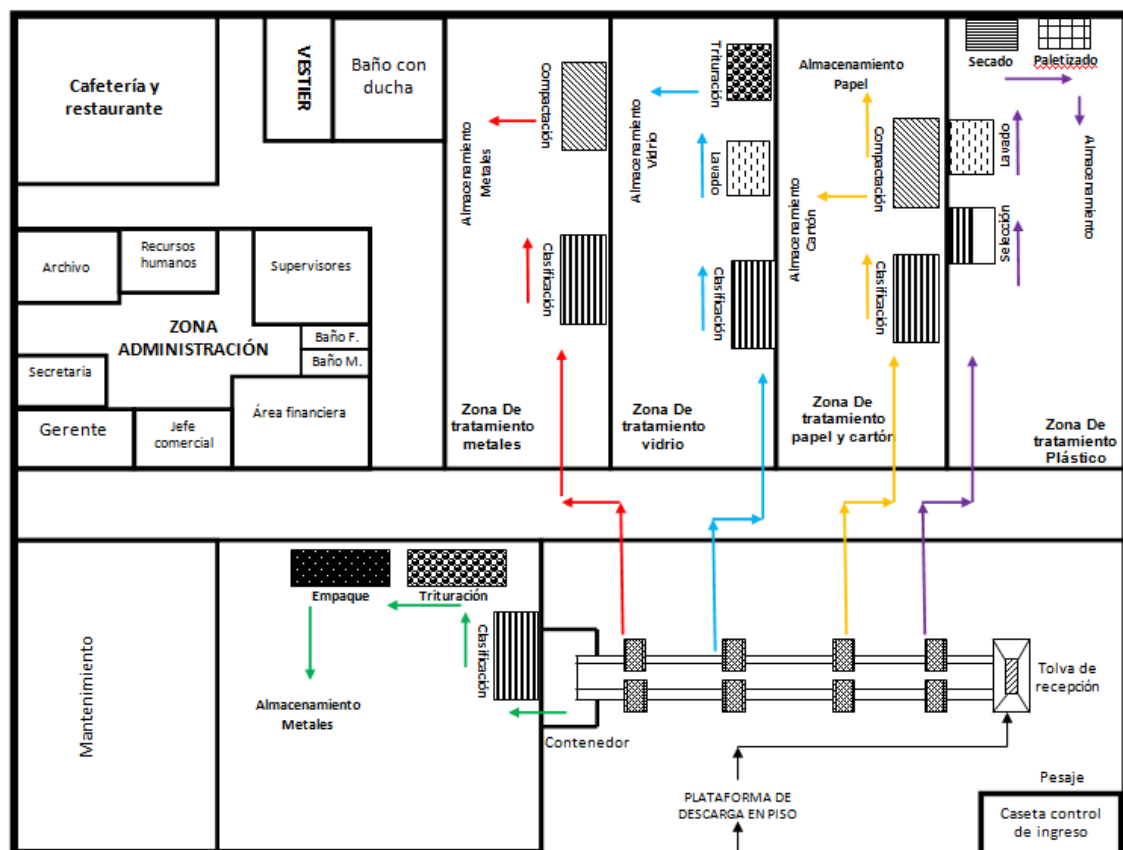 Cafetería y
restaurante
VESTIER
Baño con
ducha
Compactación
Almacenamiento
Metales
Clasificación
Zona De
tratamiento
metales
Trituración
Almacenamiento
Vidrio
Lavado
Clasificación
Zona De
tratamiento
vidrio
Almacenamiento
Papel
Compactación
Almacenamiento
Cartón
Clasificación
Zona De
tratamiento
papel y cartón
Secado
Paletizado
Lavado
Almacenamiento
selección
Zona De
tratamiento
Plástico
Archivo
Recursos
humanos
Supervisores
ZONA
ADMINISTRACIÓN
Baño F.
Baño M.
Secretaria
Área financiera
Gerente
Jefe
comercial
Mantenimiento
Empaque
Trituración
Clasificación
Almacenamiento
Metales
Contenedor
Tolva de
recepción
PLATAFORMA DE
DESCARGA EN PISO
Pesaje
Caseta control
de ingreso